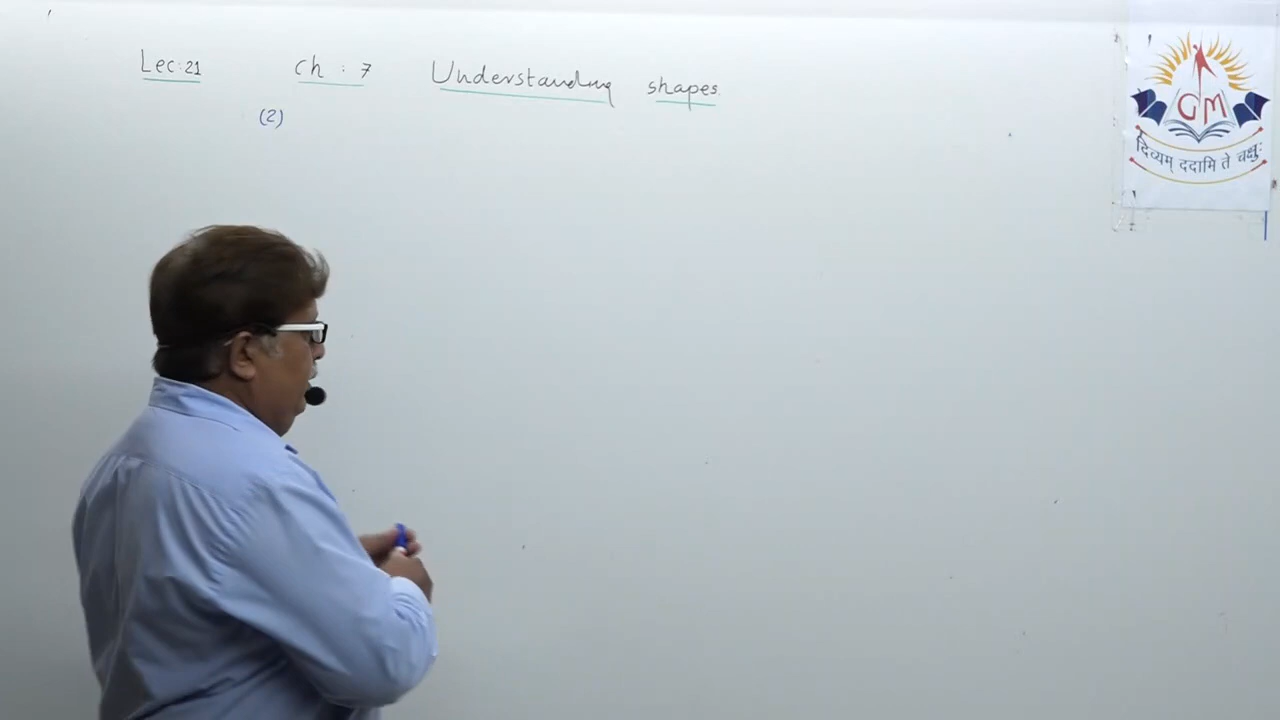 Lec:21 ch : 7 Understanding shapes.
(2)
GM
दिव्यम् ददामि ते चक्षुः